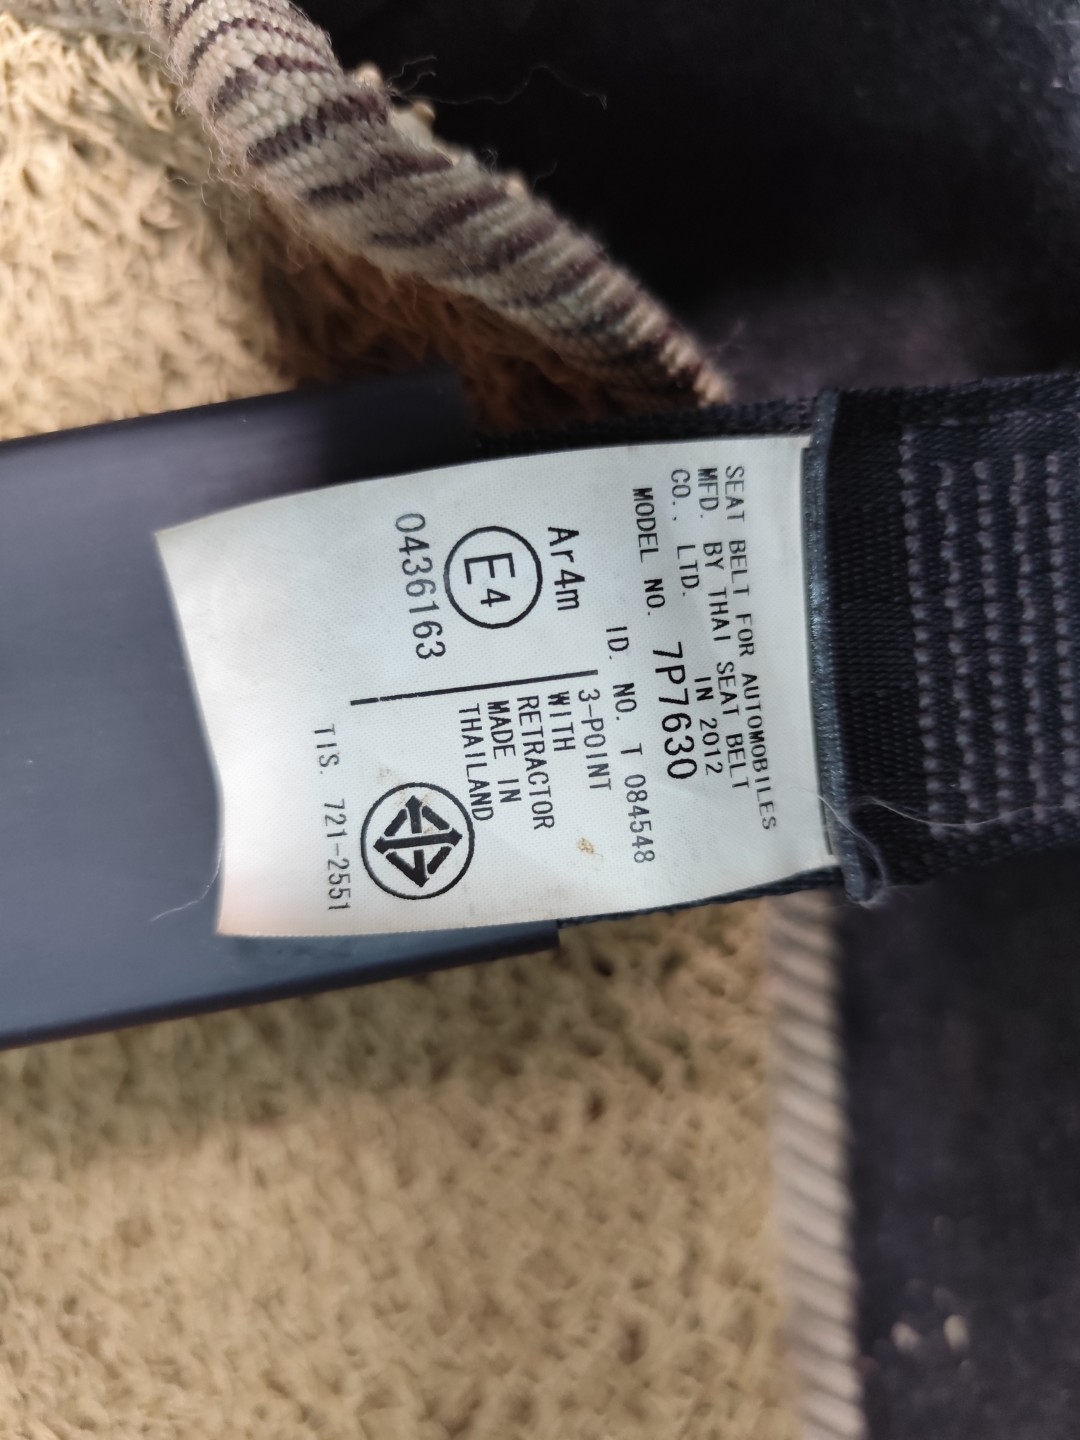 SEAT BELT FOR AUTOMOBILES
MFD. BY THAI SEAT BELT
CO., LTD. IN 2012
MODEL NO. 7P7630
ID. NO. T 084548
Ar4m
E4
0436163
3-POINT
WITH
RETRACTOR
MADE IN
THAILAND
TIS. 721-2551